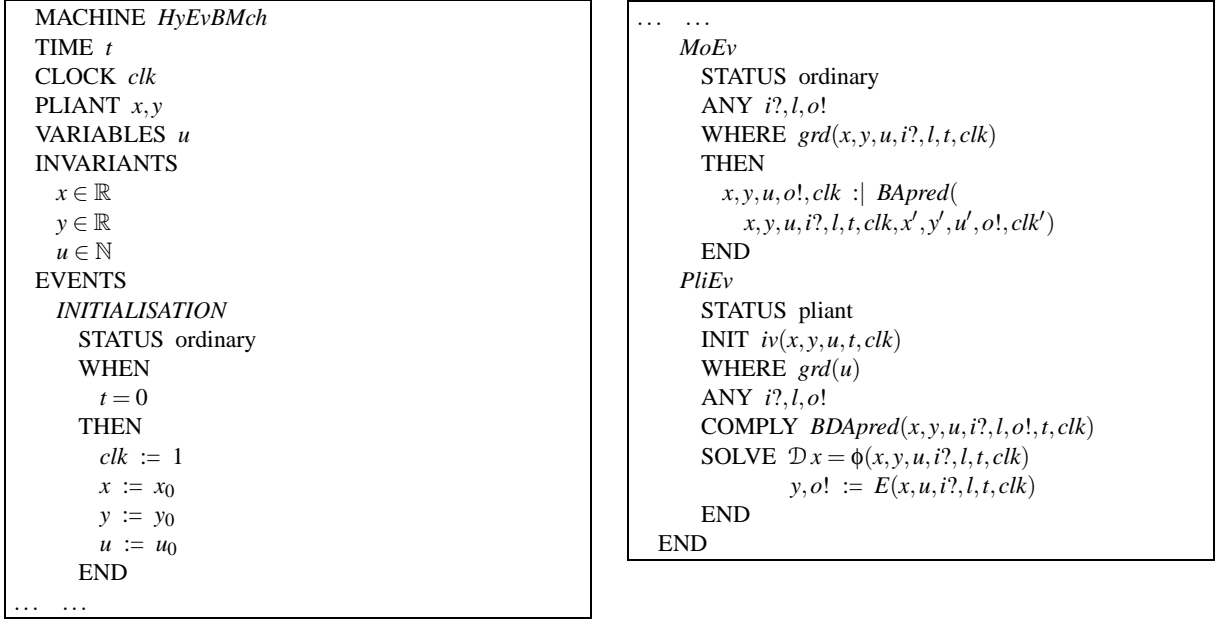 MACHINE HyEvBMch
TIME t
CLOCK clk
PLIANT x,y
VARIABLES u
INVARIANTS
x ∈ ℝ
y ∈ ℝ
u ∈ ℕ
EVENTS
INITIALISATION
STATUS ordinary
WHEN
t = 0
THEN
clk := 1
x := x₀
y := y₀
u := u₀
END
... ...
... ...
MoEv
STATUS ordinary
ANY i?,l,o!
WHERE grd(x,y,u,i?,l,t,clk)
THEN
x,y,u,o!,clk :| BApred(
x,y,u,i?,l,t,clk,x′,y′,u′,o!,clk′)
END
PliEv
STATUS pliant
INIT iv(x,y,u,t,clk)
WHERE grd(u)
ANY i?,l,o!
COMPLY BDApred(x,y,u,i?,l,o!,t,clk)
SOLVE 𝒟 x = ϕ(x,y,u,i?,l,t,clk)
y,o! := E(x,u,i?,l,t,clk)
END
END